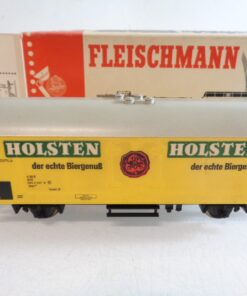 FLEISCHMANN
HOLSTEN HOLSTEN
der echte Biergenuß der echte Biergenuß